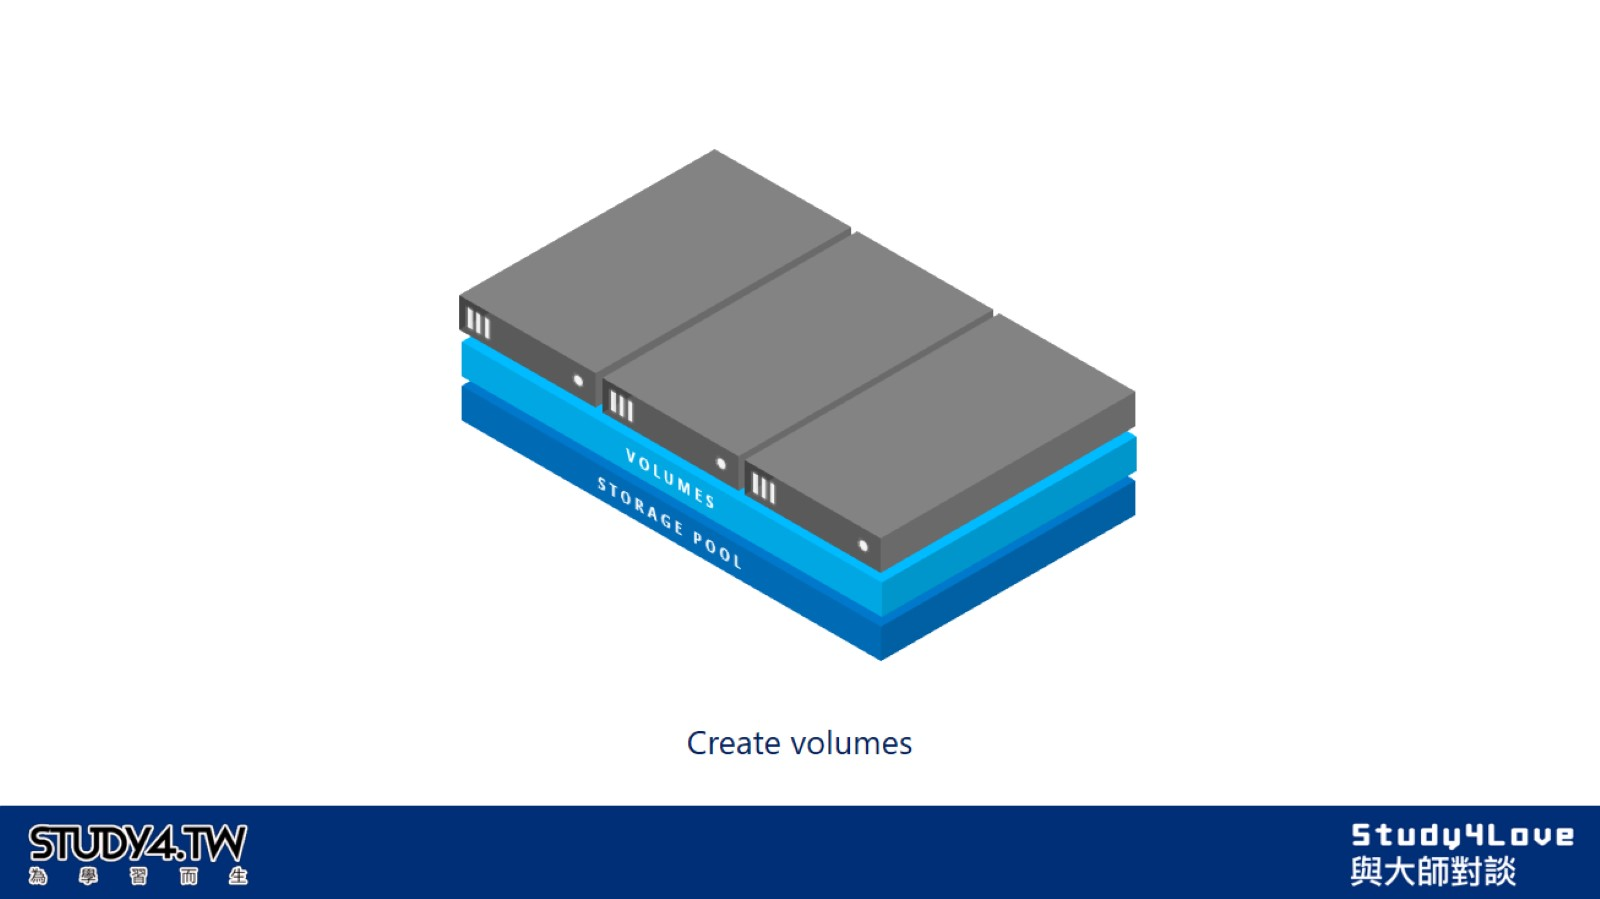 VOLUMES
STORAGE POOL
Create volumes
STUDY4.TW
為學習而生
Study4Love
與大師對談